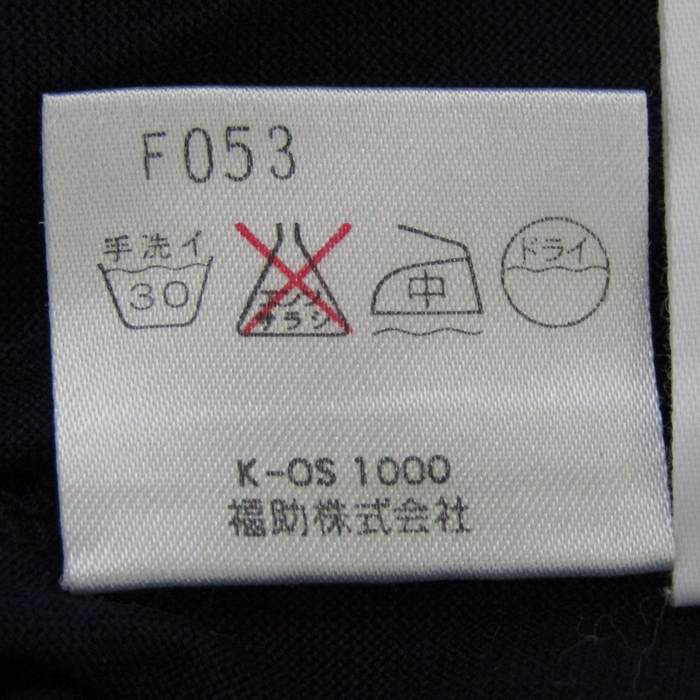 F053
手洗イ エンソ 中 ドライ
30 サラシ
K-OS 1000
福助株式会社